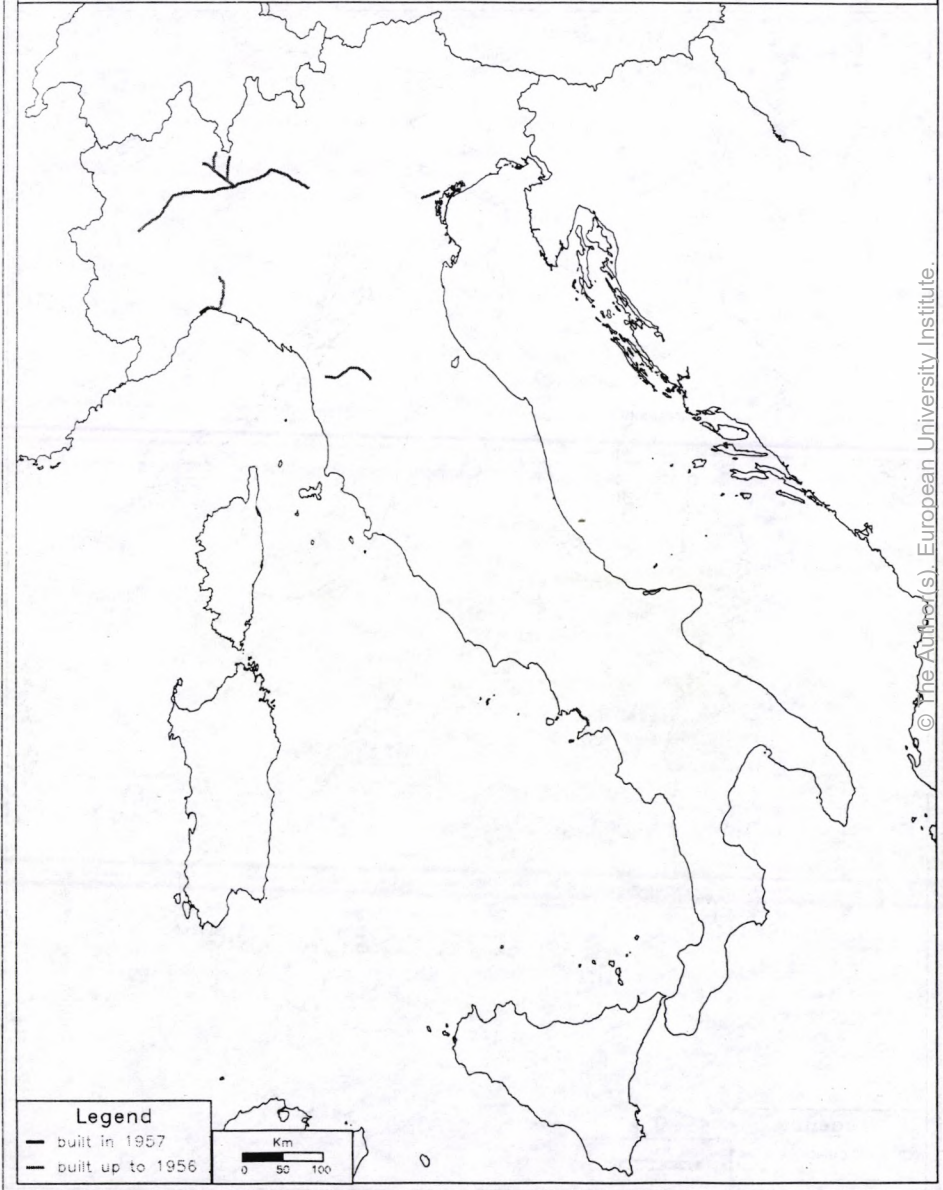 Legend
built in 1957
built up to 1956
Km
0 50 100
© The Author(s). European University Institute.